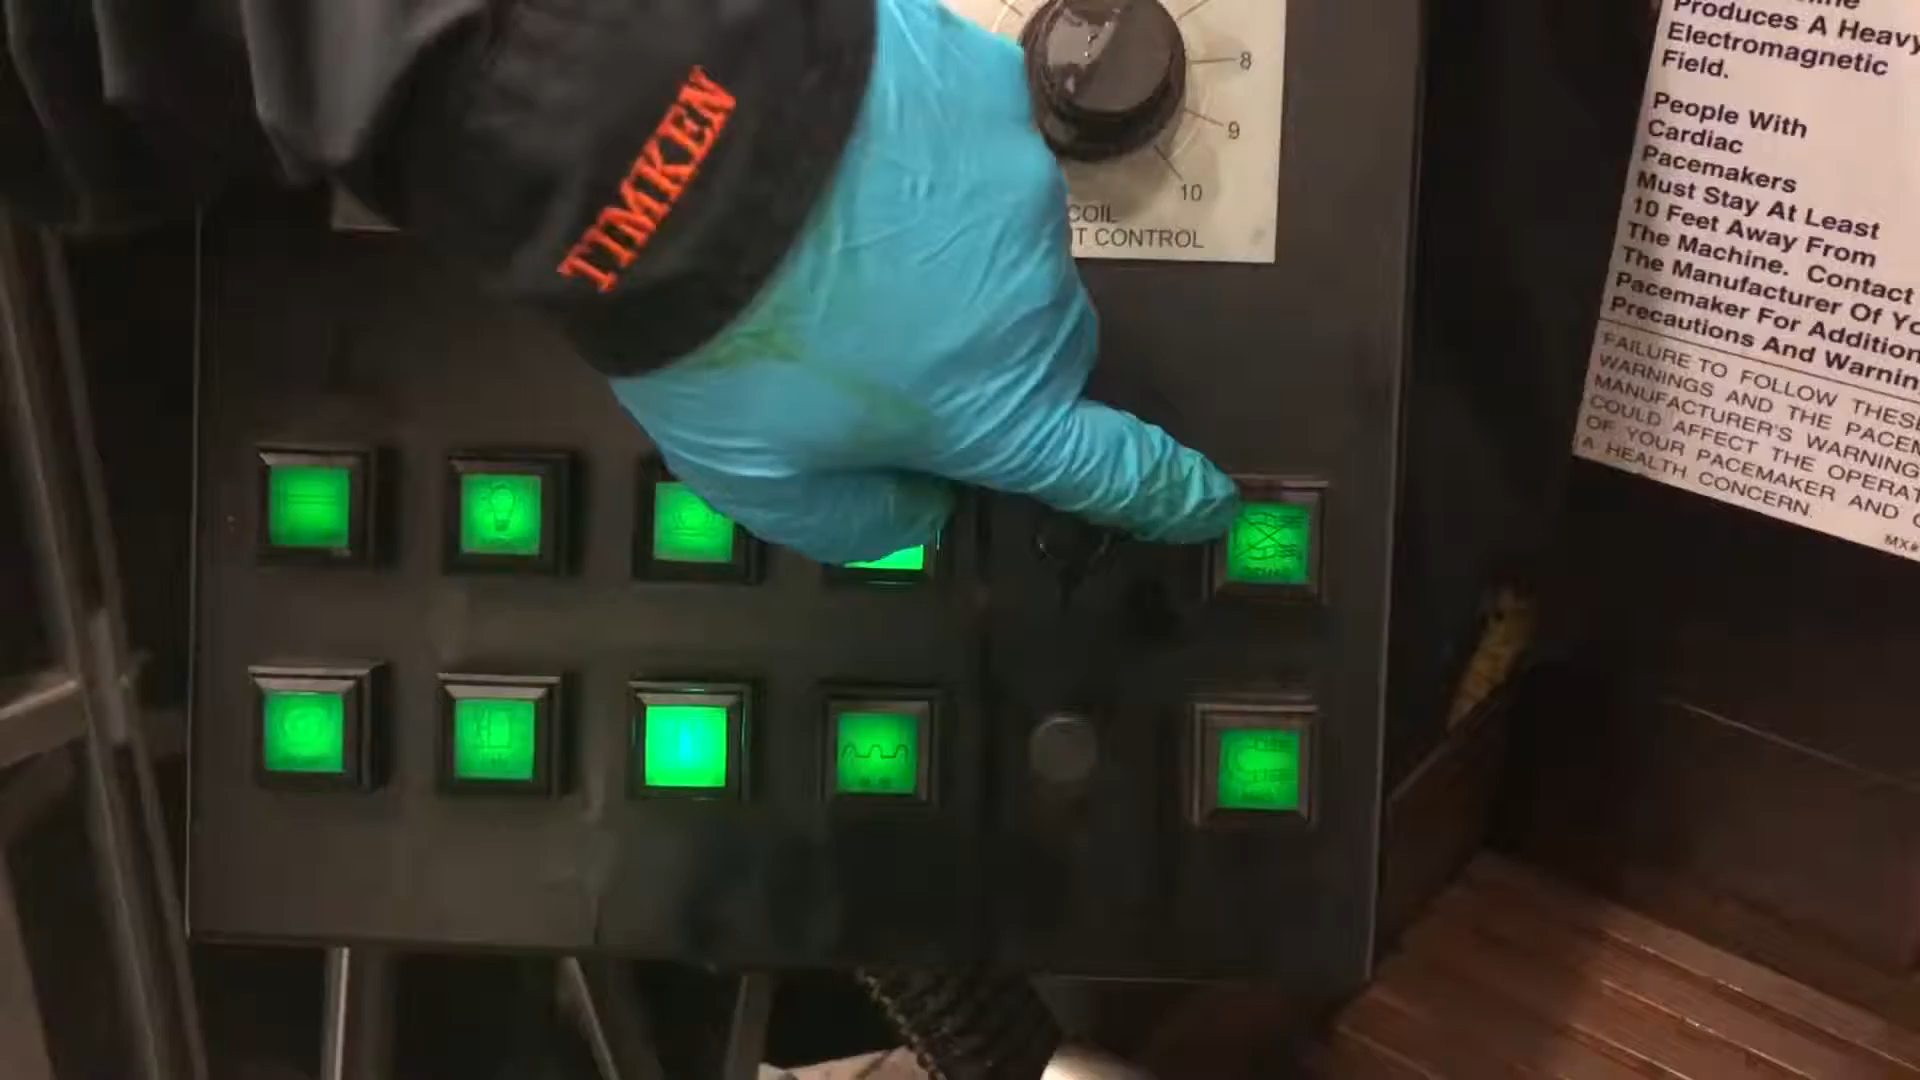 TIMKEN
8
9
10
COIL
T CONTROL
Produces A Heavy
Electromagnetic
Field.
People With
Cardiac
Pacemakers
Must Stay At Least
10 Feet Away From
The Machine. Contact
The Manufacturer Of Yo
Pacemaker For Addition
Precautions And Warnin
FAILURE TO FOLLOW THESE
WARNINGS AND THE PACEM
MANUFACTURER'S WARNING
COULD AFFECT THE OPERAT
OF YOUR PACEMAKER AND C
A HEALTH CONCERN.
MX#